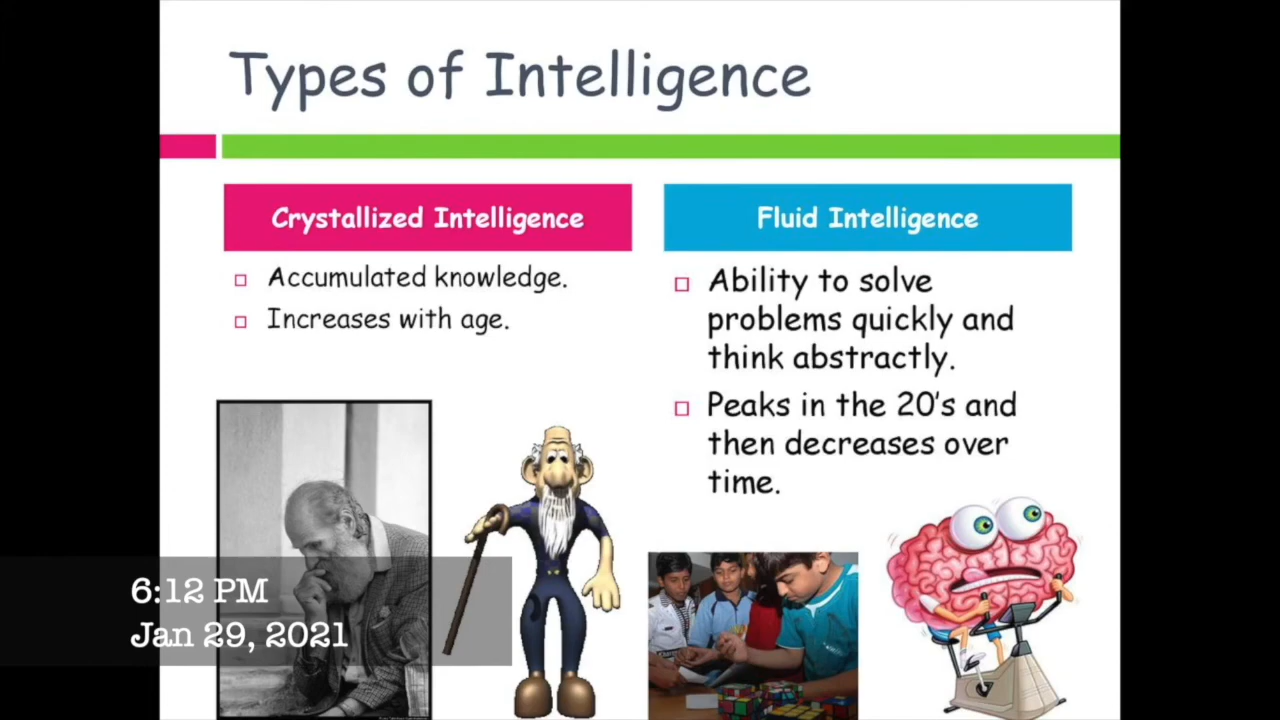 Types of Intelligence
Crystallized Intelligence
Accumulated knowledge.
Increases with age.
Fluid Intelligence
Ability to solve
problems quickly and
think abstractly.
Peaks in the 20's and
then decreases over
time.
6:12 PM
Jan 29, 2021